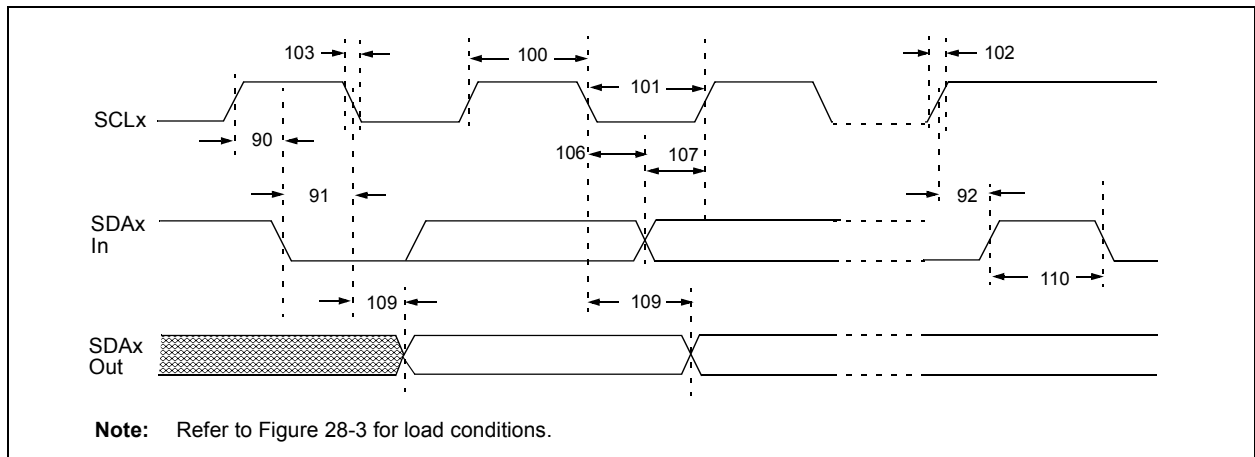 103
100
102
101
SCLx
90
106
107
91
92
SDAx
In
110
109
109
SDAx
Out
Note: Refer to Figure 28-3 for load conditions.